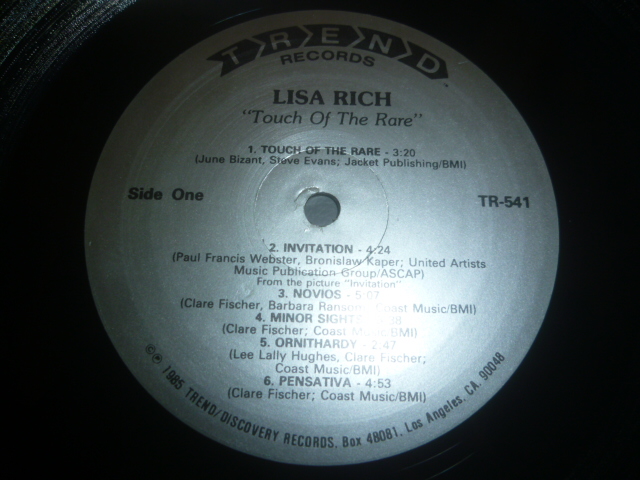 TREND
RECORDS
LISA RICH
"Touch Of The Rare"
1. TOUCH OF THE RARE - 3:20
(June Bizant, Steve Evans; Jacket Publishing/BMI)
Side One
TR-541
2. INVITATION - 4:24
(Paul Francis Webster, Bronislaw Kaper; United Artists
Music Publication Group/ASCAP)
From the picture "Invitation"
3. NOVIOS - 5:07
(Clare Fischer, Barbara Ransom; Coast Music/BMI)
4. MINOR SIGHTS
(Clare Fischer; Coast Music/BMI)
5. ORNITHARDY - 2:47
(Lee Lally Hughes, Clare Fischer;
Coast Music/BMI)
6. PENSATIVA - 4:53
(Clare Fischer; Coast Music/BMI)
© ℗ 1985 TREND/DISCOVERY RECORDS, Box 48081, Los Angeles, CA. 90048